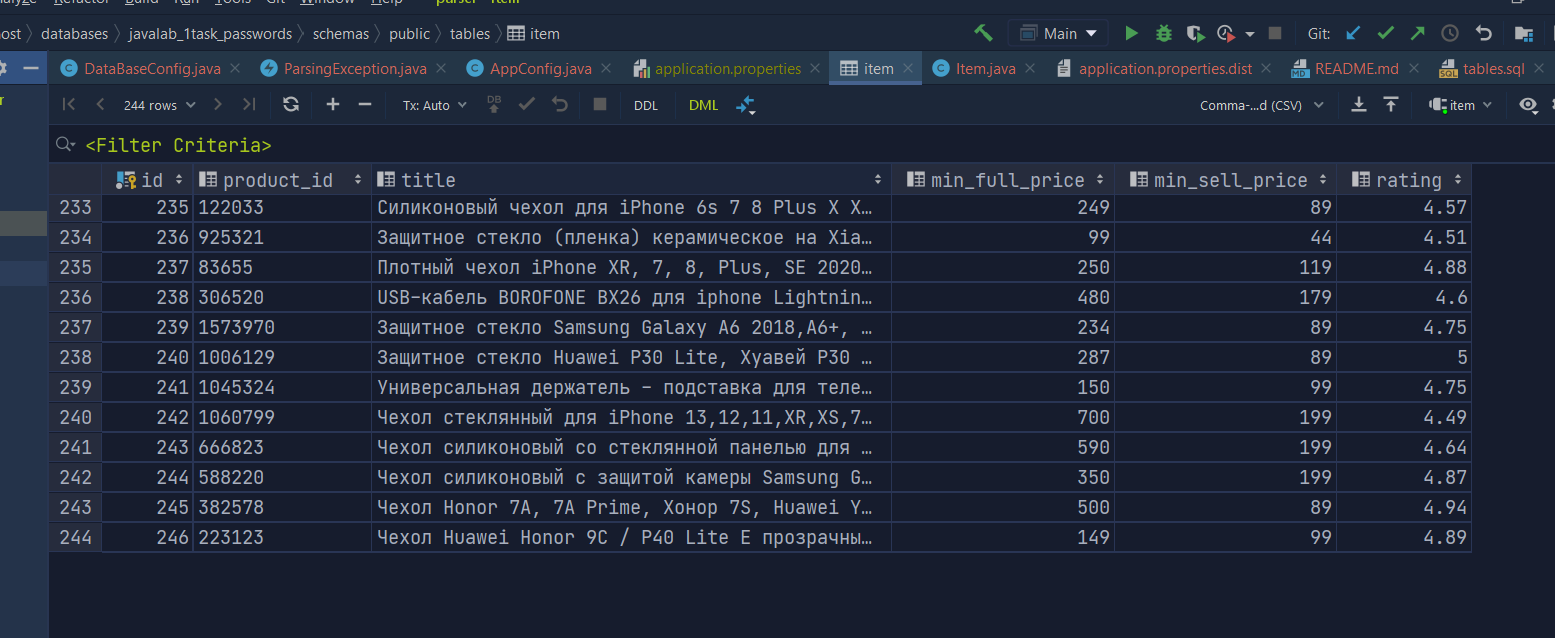 Refactor Build Run Tools Git Window Help parser - item
ost databases javalab_1task_passwords schemas public tables item Main Git:
DataBaseConfig.java ParsingException.java AppConfig.java application.properties item Item.java application.properties.dist README.md tables.sql
244 rows Tx: Auto DB DDL DML Comma-...d (CSV) item
<Filter Criteria>
id product_id title min_full_price min_sell_price rating
233 235 122033 Силиконовый чехол для iPhone 6s 7 8 Plus X X… 249 89 4.57
234 236 925321 Защитное стекло (пленка) керамическое на Xia… 99 44 4.51
235 237 83655 Плотный чехол iPhone XR, 7, 8, Plus, SE 2020… 250 119 4.88
236 238 306520 USB-кабель BOROFONE BX26 для iphone Lightnin… 480 179 4.6
237 239 1573970 Защитное стекло Samsung Galaxy A6 2018,A6+, … 234 89 4.75
238 240 1006129 Защитное стекло Huawei P30 Lite, Хуавей P30 … 287 89 5
239 241 1045324 Универсальная держатель - подставка для теле… 150 99 4.75
240 242 1060799 Чехол стеклянный для iPhone 13,12,11,XR,XS,7… 700 199 4.49
241 243 666823 Чехол силиконовый со стеклянной панелью для … 590 199 4.64
242 244 588220 Чехол силиконовый с защитой камеры Samsung G… 350 199 4.87
243 245 382578 Чехол Honor 7A, 7A Prime, Хонор 7S, Huawei Y… 500 89 4.94
244 246 223123 Чехол Huawei Honor 9C / P40 Lite E прозрачны… 149 99 4.89